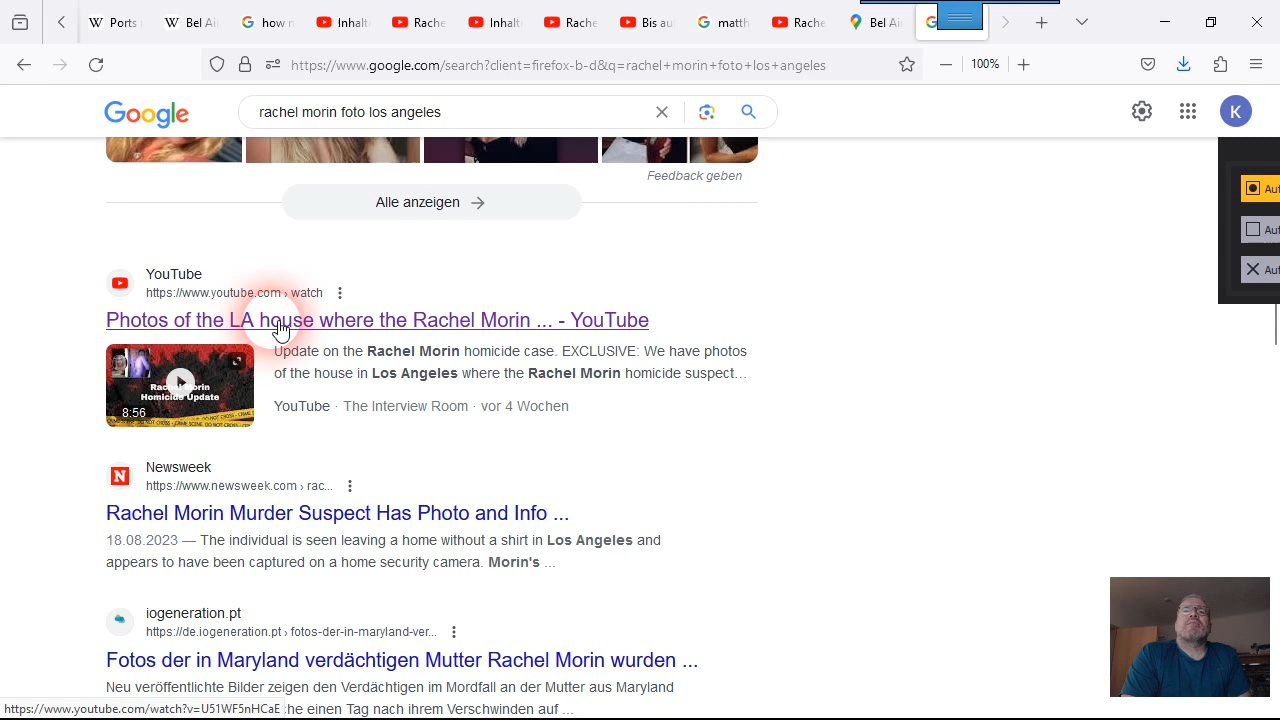 Ports
Bel Ai
how n
Inhalt
Rache
Inhalt
Rache
Bis au
matth
Rache
Bel Ai
https://www.google.com/search?client=firefox-b-d&q=rachel+morin+foto+los+angeles
100%
Google
rachel morin foto los angeles
K
Feedback geben
Alle anzeigen
Auf
Auf
Auf
YouTube
https://www.youtube.com › watch
Photos of the LA house where the Rachel Morin ... - YouTube
Update on the Rachel Morin homicide case. EXCLUSIVE: We have photos
of the house in Los Angeles where the Rachel Morin homicide suspect...
Rachel Morin
Homicide Update
8:56
YouTube · The Interview Room · vor 4 Wochen
Newsweek
https://www.newsweek.com › rac...
Rachel Morin Murder Suspect Has Photo and Info ...
18.08.2023 — The individual is seen leaving a home without a shirt in Los Angeles and
appears to have been captured on a home security camera. Morin's ...
iogeneration.pt
https://de.iogeneration.pt › fotos-der-in-maryland-ver...
Fotos der in Maryland verdächtigen Mutter Rachel Morin wurden ...
Neu veröffentlichte Bilder zeigen den Verdächtigen im Mordfall an der Mutter aus Maryland
https://www.youtube.com/watch?v=U51WF5nHCaE
he einen Tag nach ihrem Verschwinden auf ...